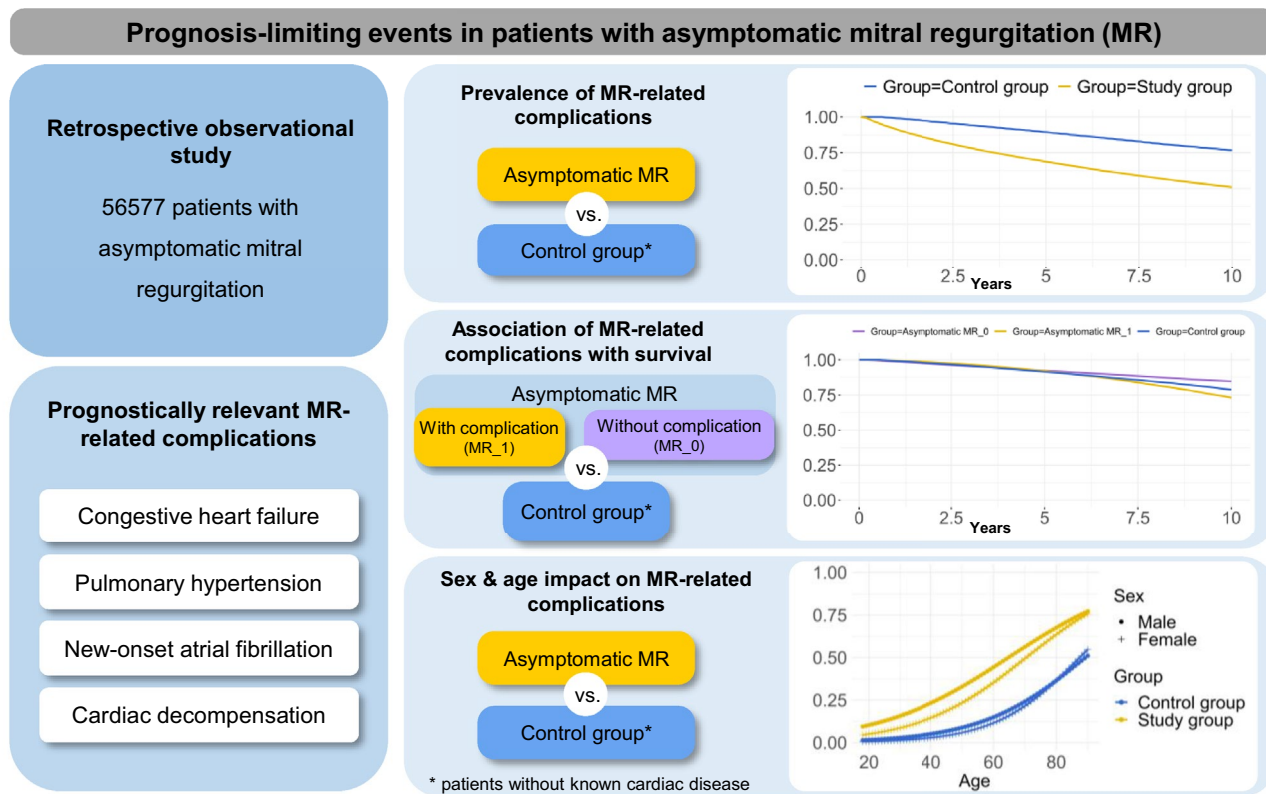 Prognosis-limiting events in patients with asymptomatic mitral regurgitation (MR)
Retrospective observational
study
56577 patients with
asymptomatic mitral
regurgitation
Prognostically relevant MR-
related complications
Congestive heart failure
Pulmonary hypertension
New-onset atrial fibrillation
Cardiac decompensation
Prevalence of MR-related
complications
Asymptomatic MR
vs.
Control group*
Group=Control group Group=Study group
1.00
0.75
0.50
0.25
0.00
0 2.5 5 7.5 10
Years
Association of MR-related
complications with survival
Asymptomatic MR
With complication
(MR_1)
Without complication
(MR_0)
vs.
Control group*
Group=Asymptomatic MR_0 Group=Asymptomatic MR_1 Group=Control group
1.00
0.75
0.50
0.25
0.00
0 2.5 5 7.5 10
Years
Sex & age impact on MR-related
complications
Asymptomatic MR
vs.
Control group*
* patients without known cardiac disease
1.00
0.75
0.50
0.25
0.00
20 40 60 80
Age
Sex
Male
Female
Group
Control group
Study group